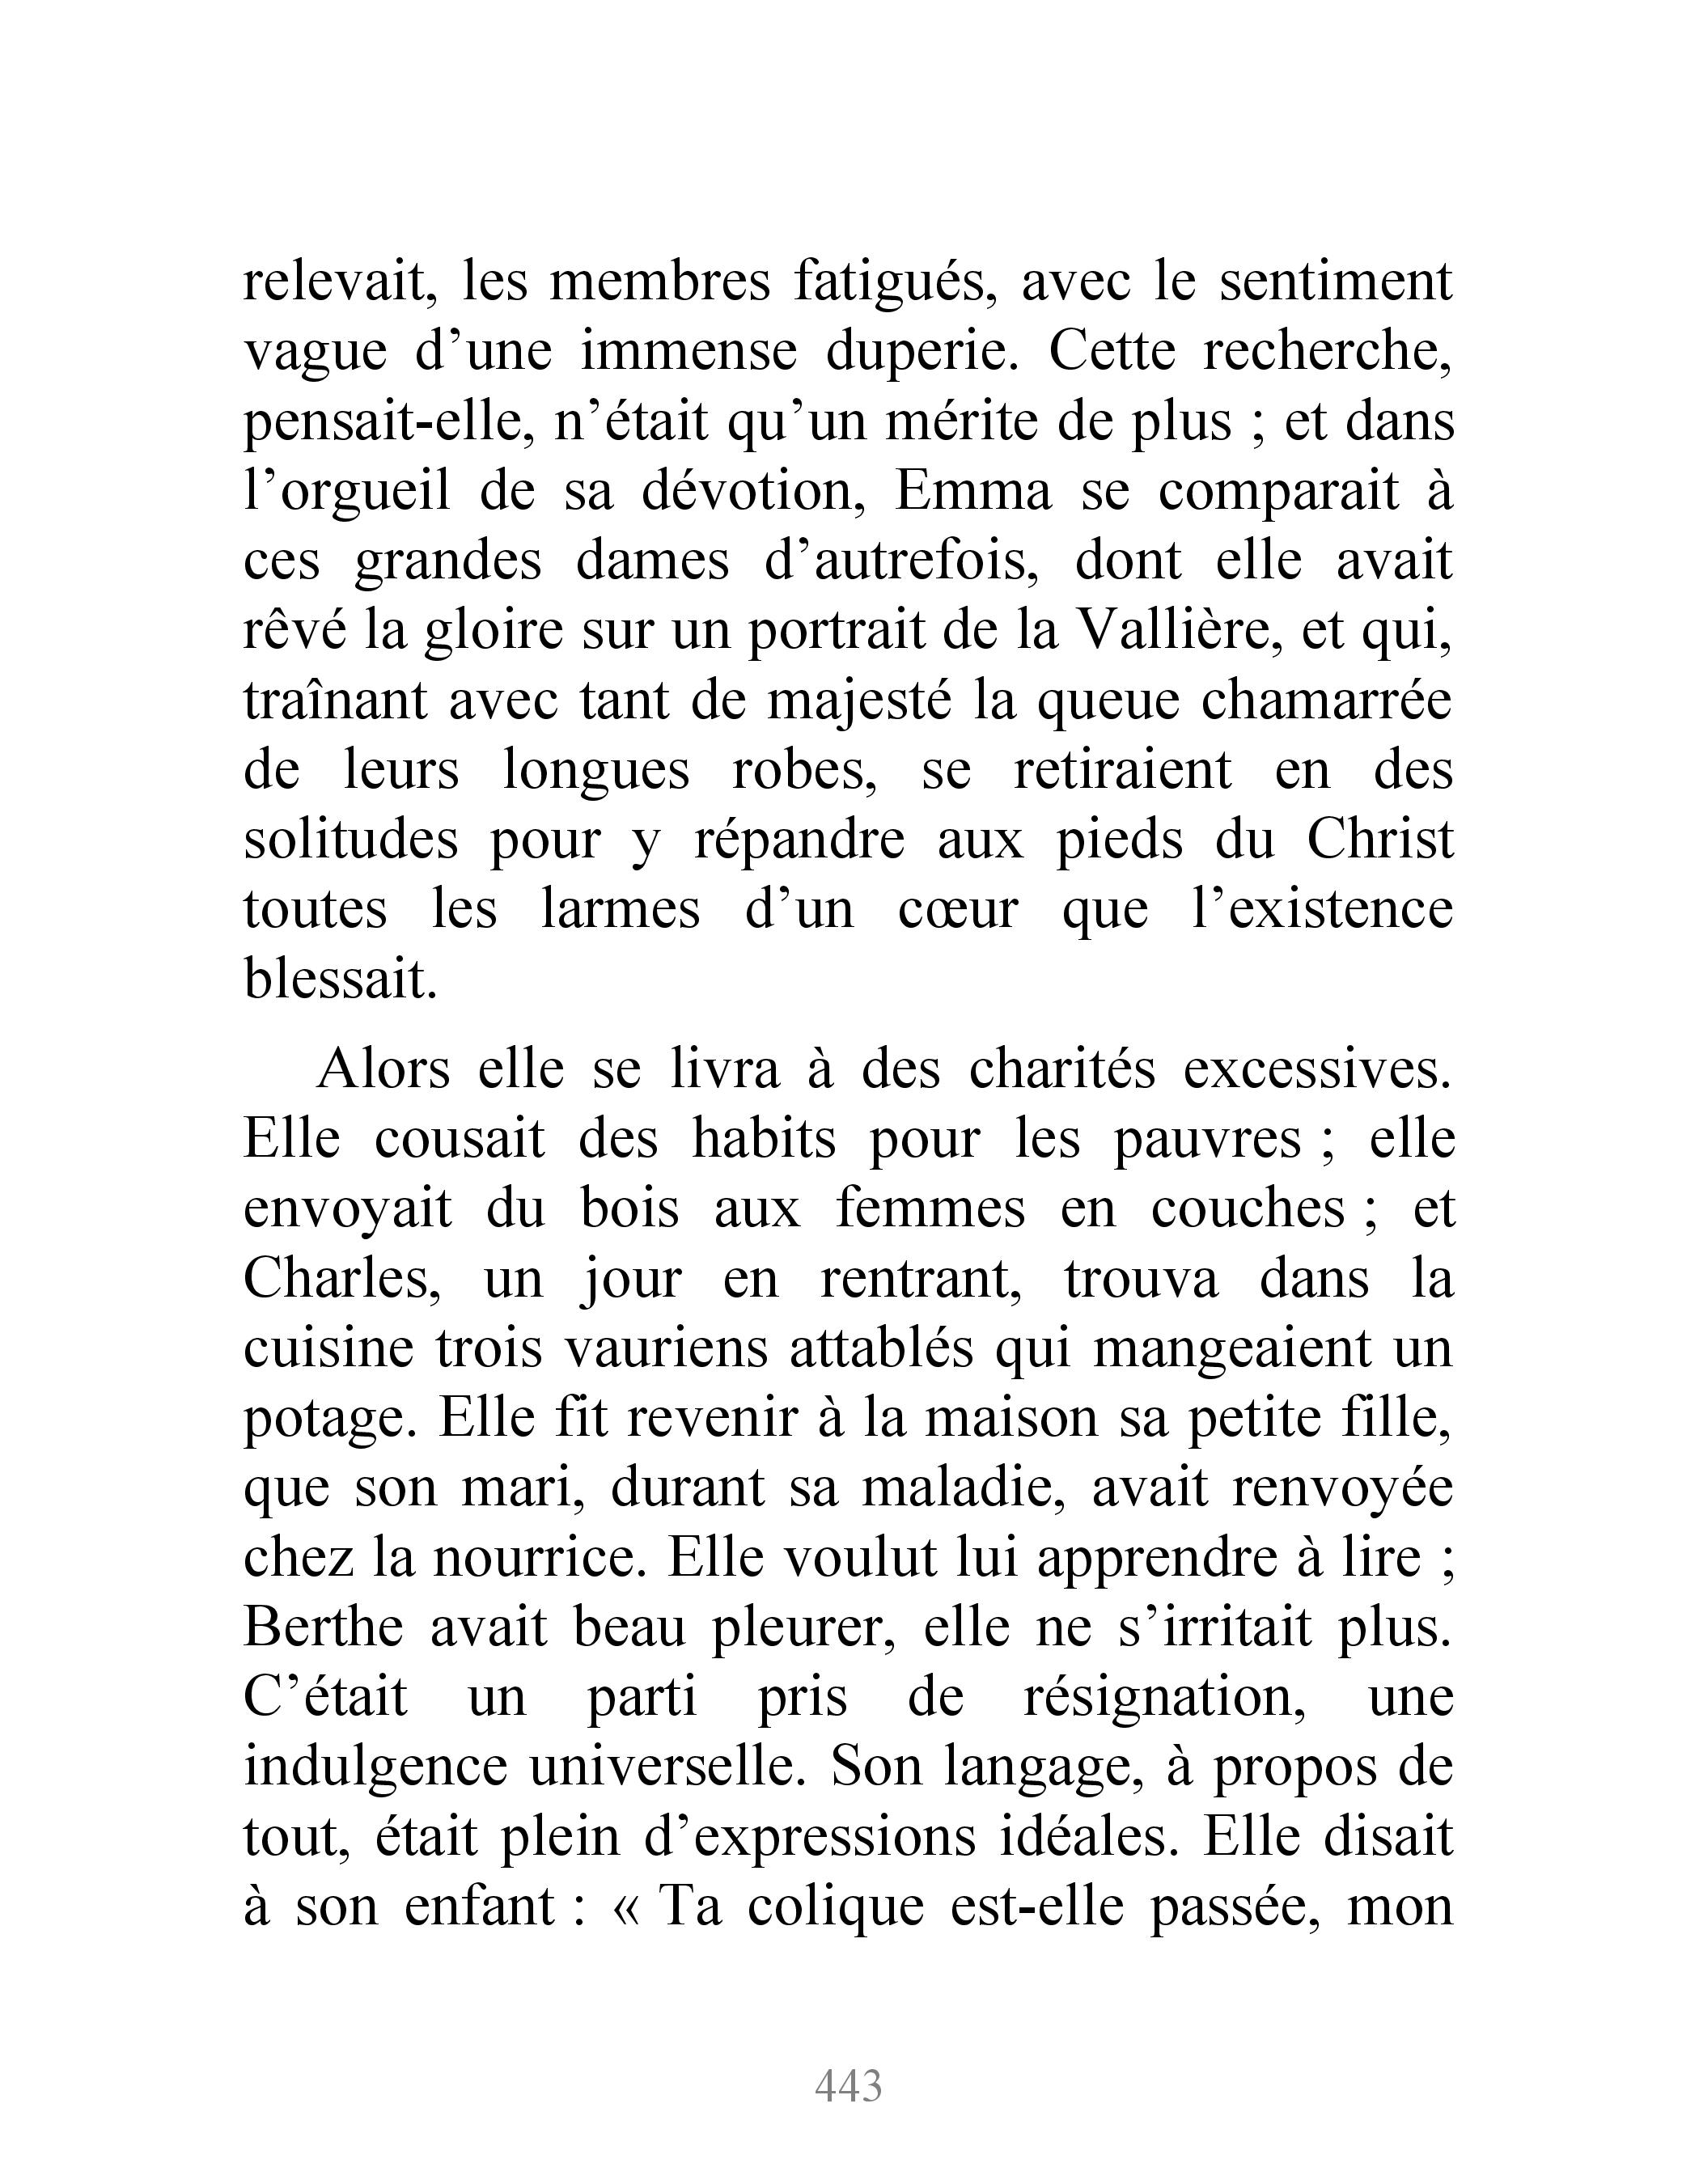 relevait, les membres fatigués, avec le sentiment
vague d’une immense duperie. Cette recherche,
pensait-elle, n’était qu’un mérite de plus ; et dans
l’orgueil de sa dévotion, Emma se comparait à
ces grandes dames d’autrefois, dont elle avait
rêvé la gloire sur un portrait de la Vallière, et qui,
traînant avec tant de majesté la queue chamarrée
de leurs longues robes, se retiraient en des
solitudes pour y répandre aux pieds du Christ
toutes les larmes d’un cœur que l’existence
blessait.
Alors elle se livra à des charités excessives.
Elle cousait des habits pour les pauvres ; elle
envoyait du bois aux femmes en couches ; et
Charles, un jour en rentrant, trouva dans la
cuisine trois vauriens attablés qui mangeaient un
potage. Elle fit revenir à la maison sa petite fille,
que son mari, durant sa maladie, avait renvoyée
chez la nourrice. Elle voulut lui apprendre à lire ;
Berthe avait beau pleurer, elle ne s’irritait plus.
C’était un parti pris de résignation, une
indulgence universelle. Son langage, à propos de
tout, était plein d’expressions idéales. Elle disait
à son enfant : « Ta colique est-elle passée, mon
443